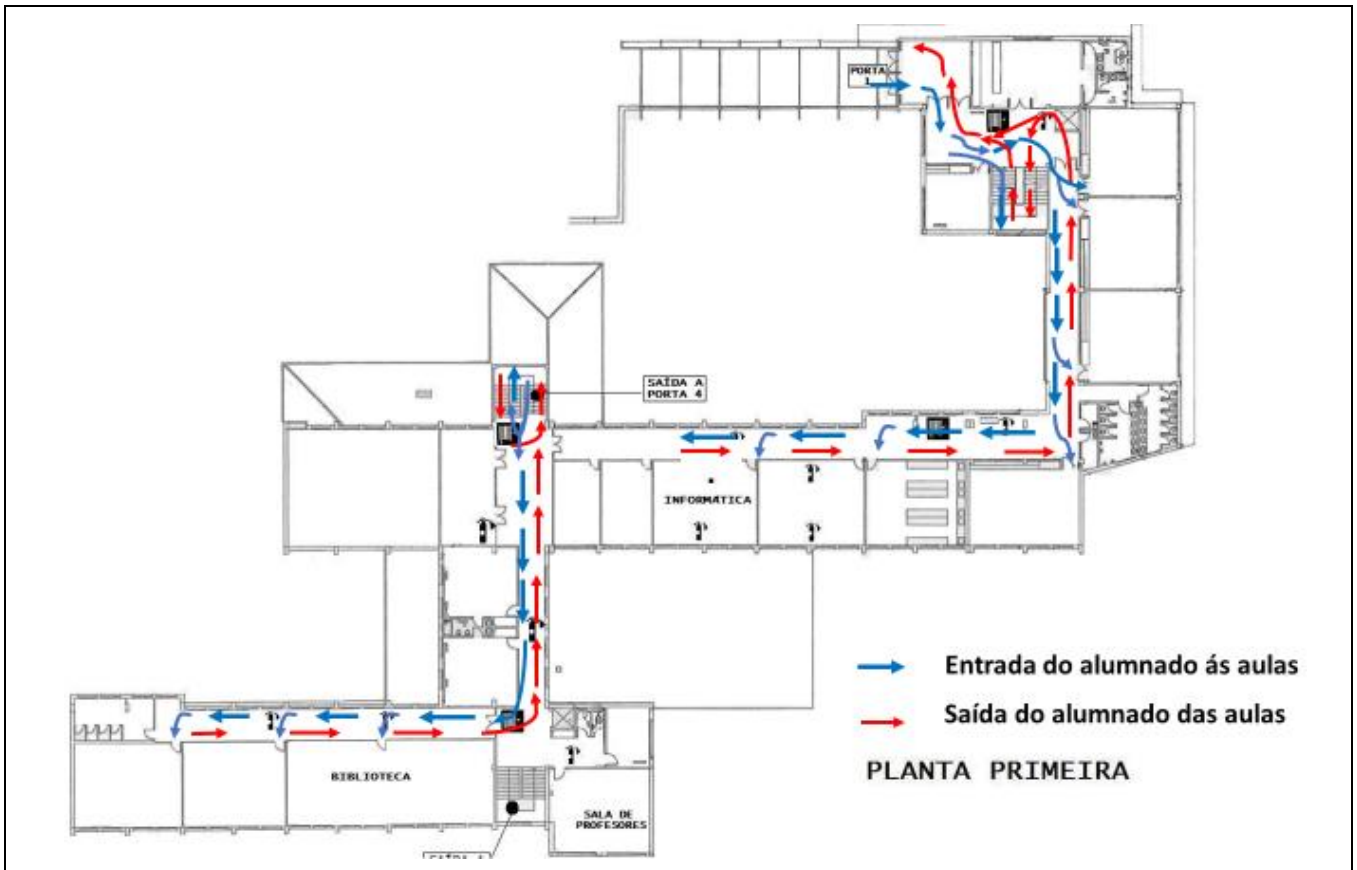 PORTA
1
SAÍDA A
PORTA 4
INFORMÁTICA
Entrada do alumnado ás aulas
Saída do alumnado das aulas
PLANTA PRIMEIRA
BIBLIOTECA
SALA DE
PROFESORES